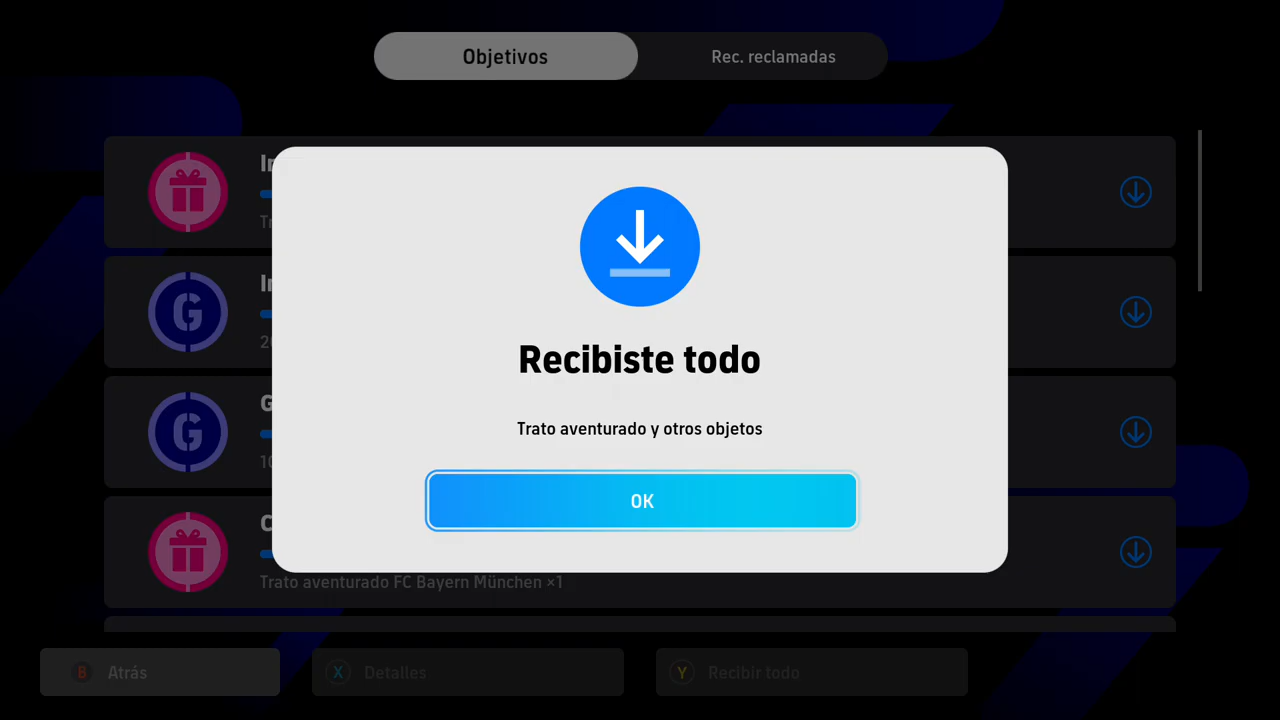 Objetivos
Rec. reclamadas
Recibiste todo
Trato aventurado y otros objetos
OK
Trato aventurado FC Bayern München ×1
B Atrás
X Detalles
Y Recibir todo